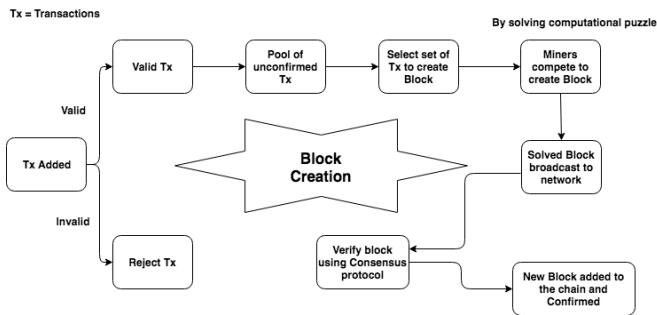 Tx = Transactions
By solving computational puzzle
Valid Tx
Pool of
unconfirmed
Tx
Select set of
Tx to create
Block
Miners
compete to
create Block
Valid
Tx Added
Block
Creation
Solved Block
broadcast to
network
Invalid
Reject Tx
Verify block
using Consensus
protocol
New Block added to
the chain and
Confirmed